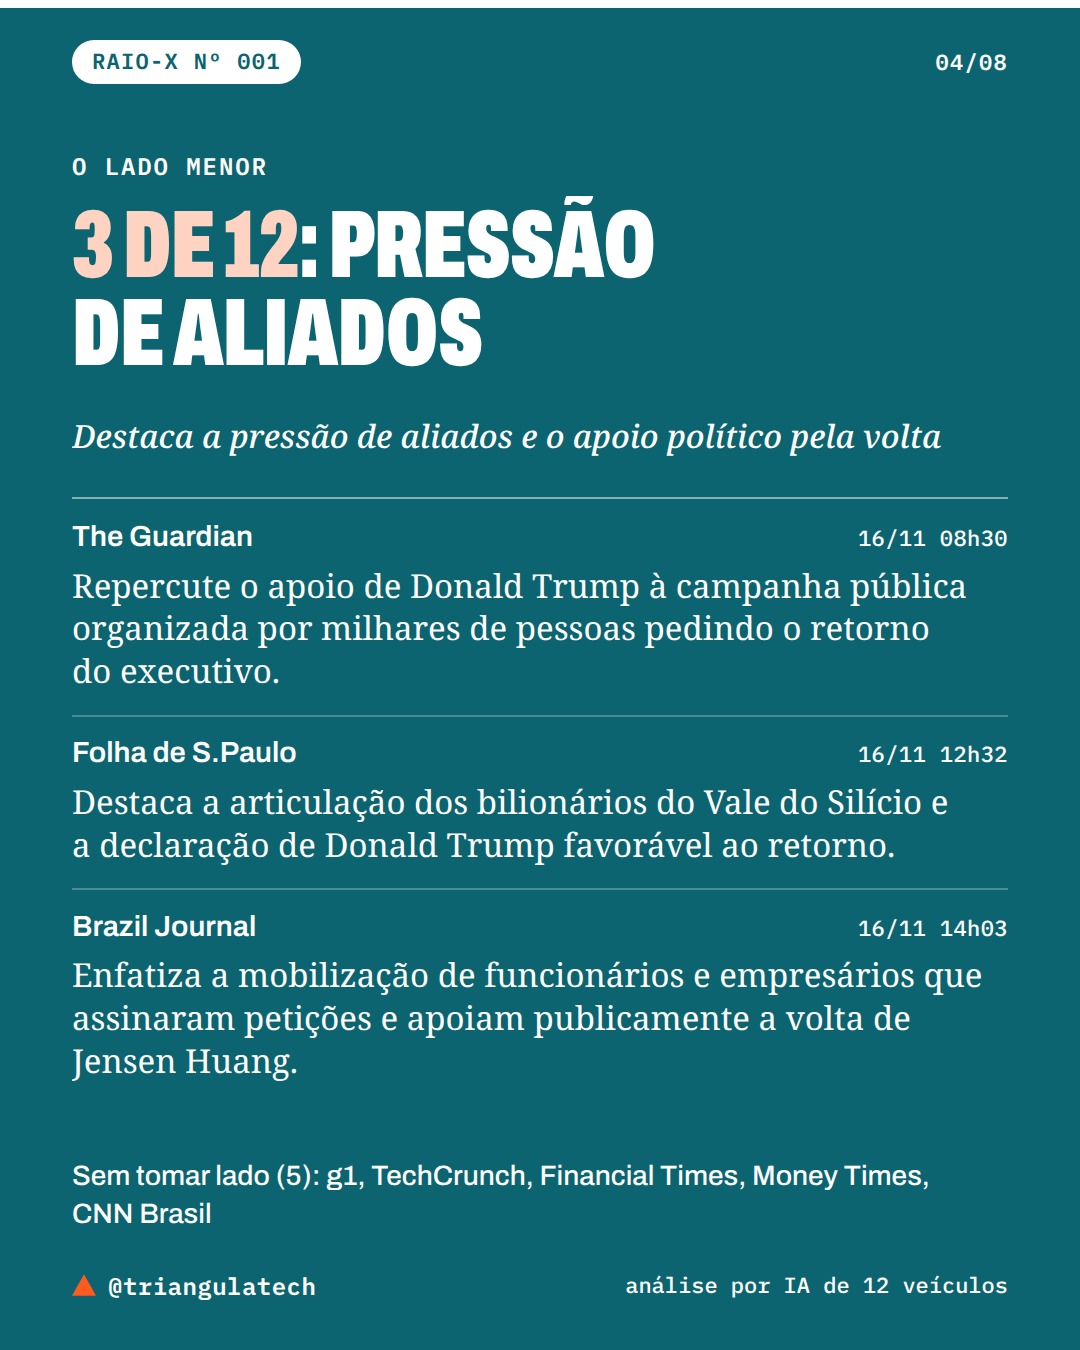 RAIO-X Nº 001
04/08
O LADO MENOR
3 DE 12: PRESSÃO
DE ALIADOS
Destaca a pressão de aliados e o apoio político pela volta
The Guardian
16/11 08h30
Repercute o apoio de Donald Trump à campanha pública
organizada por milhares de pessoas pedindo o retorno
do executivo.
Folha de S.Paulo
16/11 12h32
Destaca a articulação dos bilionários do Vale do Silício e
a declaração de Donald Trump favorável ao retorno.
Brazil Journal
16/11 14h03
Enfatiza a mobilização de funcionários e empresários que
assinaram petições e apoiam publicamente a volta de
Jensen Huang.
Sem tomar lado (5): g1, TechCrunch, Financial Times, Money Times,
CNN Brasil
@triangulatech
análise por IA de 12 veículos